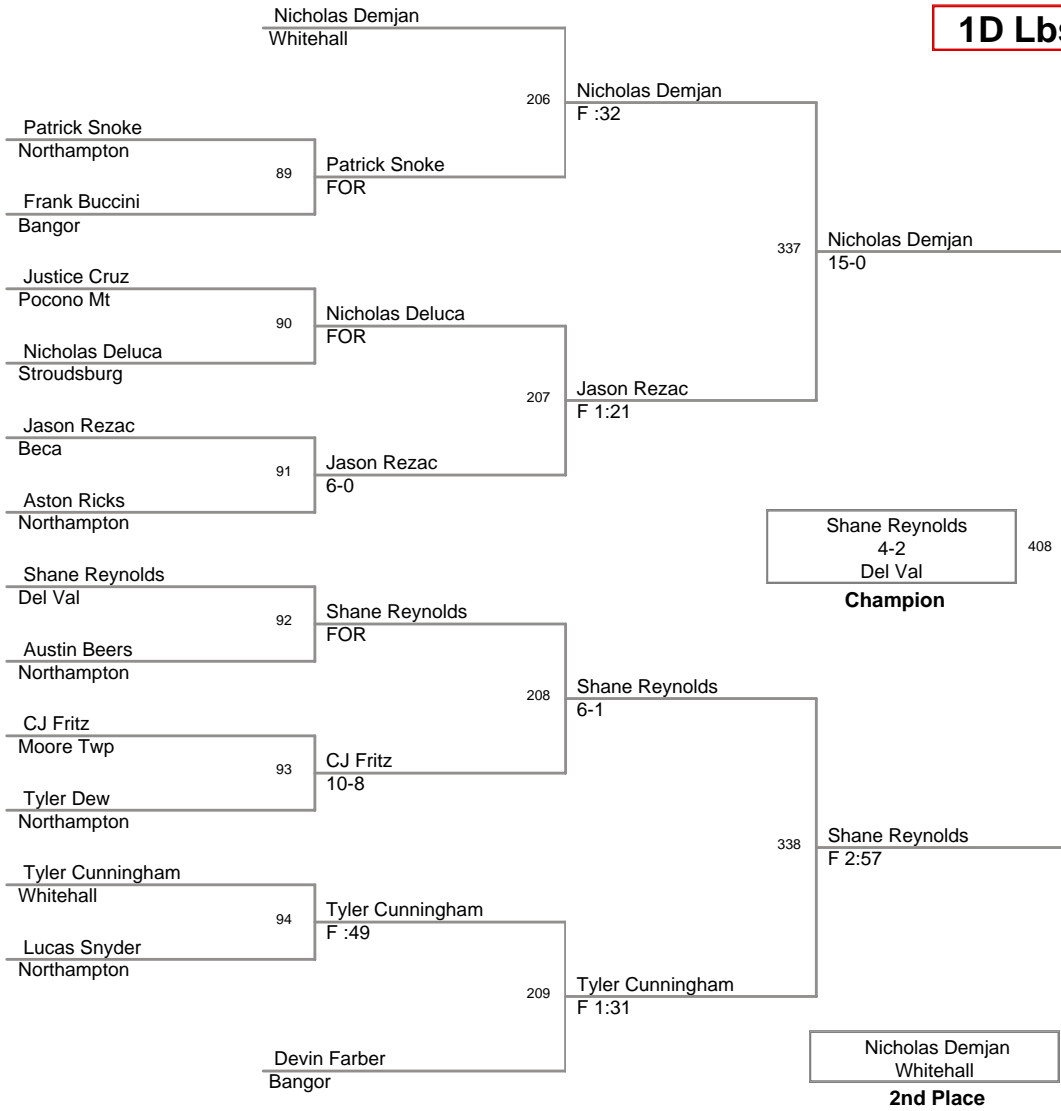 Nicholas Demjan
Whitehall
1D Lbs
206
Nicholas Demjan
F :32
Patrick Snoke
Northampton
89
Patrick Snoke
FOR
Frank Buccini
Bangor
337
Nicholas Demjan
15-0
Justice Cruz
Pocono Mt
90
Nicholas Deluca
FOR
Nicholas Deluca
Stroudsburg
207
Jason Rezac
F 1:21
Jason Rezac
Beca
91
Jason Rezac
6-0
Aston Ricks
Northampton
Shane Reynolds
4-2
Del Val
408
Champion
Shane Reynolds
Del Val
92
Shane Reynolds
FOR
Austin Beers
Northampton
208
Shane Reynolds
6-1
CJ Fritz
Moore Twp
93
CJ Fritz
10-8
Tyler Dew
Northampton
338
Shane Reynolds
F 2:57
Tyler Cunningham
Whitehall
94
Tyler Cunningham
F :49
Lucas Snyder
Northampton
209
Tyler Cunningham
F 1:31
Devin Farber
Bangor
Nicholas Demjan
Whitehall
2nd Place